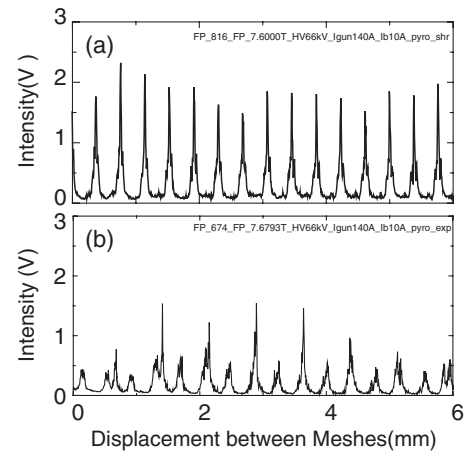 (a)
FP_816_FP_7.6000T_HV66kV_Igun140A_Ib10A_pyro_shr
Intensity(V)
3
2
1
0
(b)
FP_674_FP_7.6793T_HV66kV_Igun140A_Ib10A_pyro_exp
Intensity (V)
3
2
1
0
0 2 4 6
Displacement between Meshes(mm)